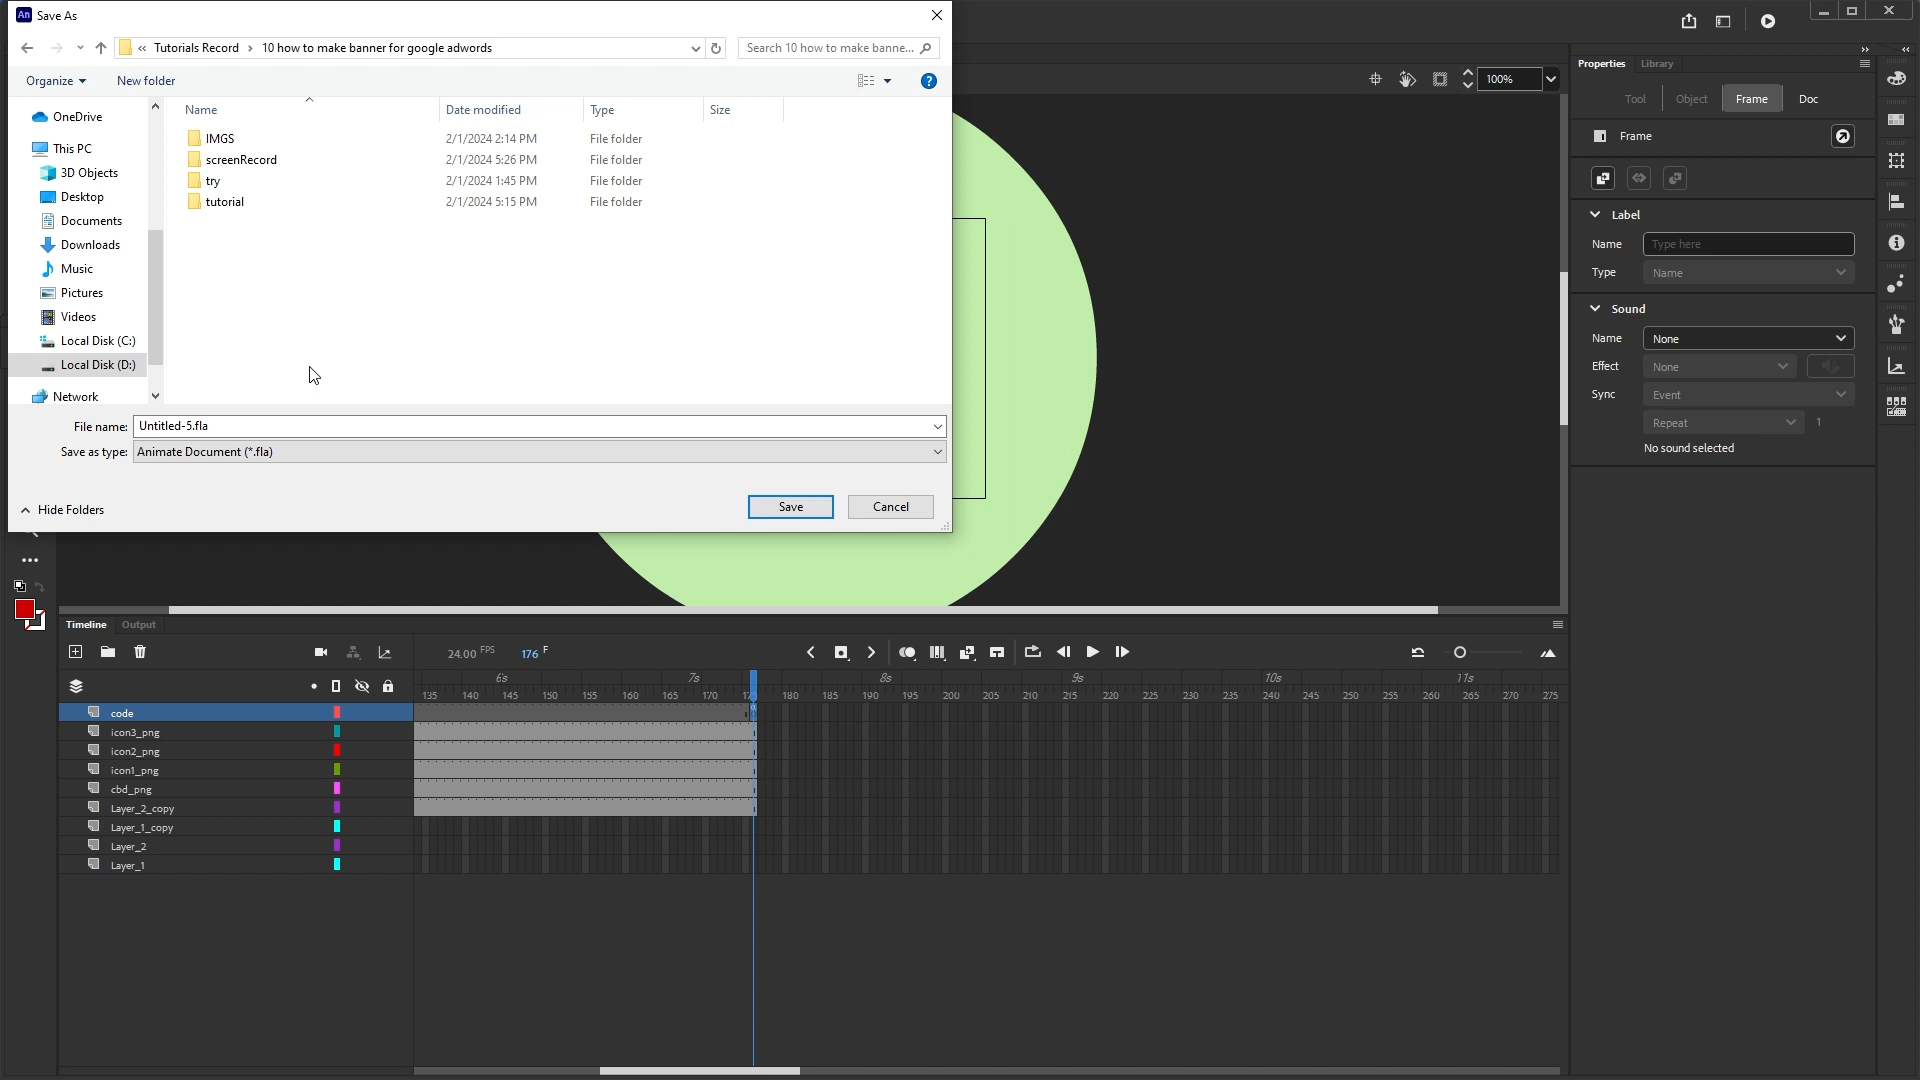 An Save As
« Tutorials Record › 10 how to make banner for google adwords
Search 10 how to make banne...
Organize
New folder
?
OneDrive
This PC
3D Objects
Desktop
Documents
Downloads
Music
Pictures
Videos
Local Disk (C:)
Local Disk (D:)
Network
Name Date modified Type Size
IMGS 2/1/2024 2:14 PM File folder
screenRecord 2/1/2024 5:26 PM File folder
try 2/1/2024 1:45 PM File folder
tutorial 2/1/2024 5:15 PM File folder
File name: Untitled-5.fla
Save as type: Animate Document (*.fla)
Hide Folders
Save
Cancel
100%
Properties Library
Tool Object Frame Doc
Frame
Label
Name Type here
Type Name
Sound
Name None
Effect None
Sync Event
Repeat 1
No sound selected
Timeline Output
24.00 FPS 176 F
6s 7s 8s 9s 10s 11s
135 140 145 150 155 160 165 170 180 185 190 195 200 205 210 215 220 225 230 235 240 245 250 255 260 265 270 275
code
icon3_png
icon2_png
icon1_png
cbd_png
Layer_2_copy
Layer_1_copy
Layer_2
Layer_1